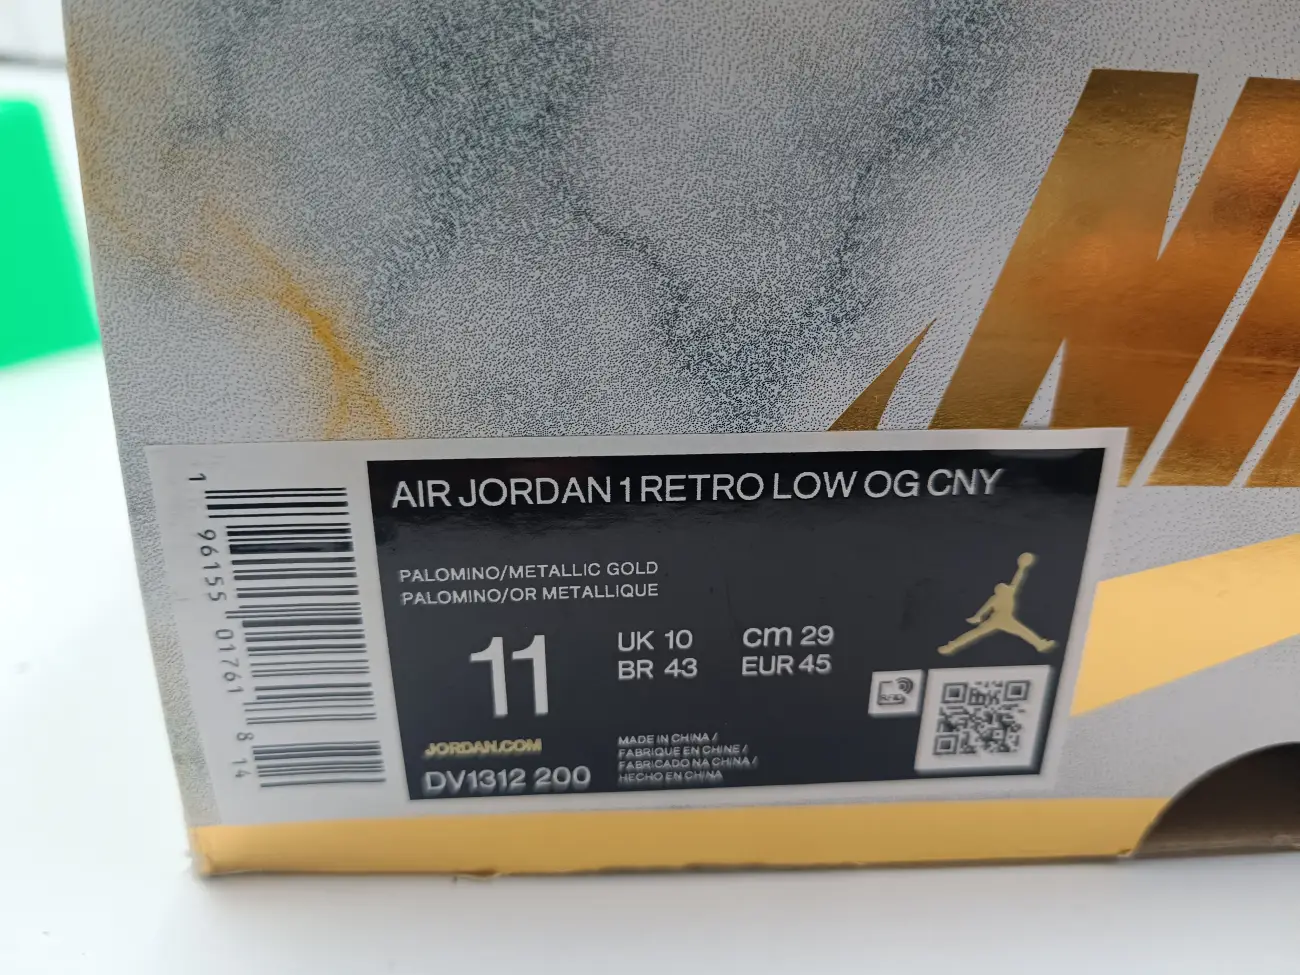 AIR JORDAN 1 RETRO LOW OG CNY
PALOMINO/METALLIC GOLD
PALOMINO/OR METALLIQUE
11
UK 10
cm 29
BR 43
EUR 45
JORDAN.COM
DV1312 200
MADE IN CHINA /
FABRIQUE EN CHINE /
FABRICADO NA CHINA /
HECHO EN CHINA
1 96155 01761 8 14